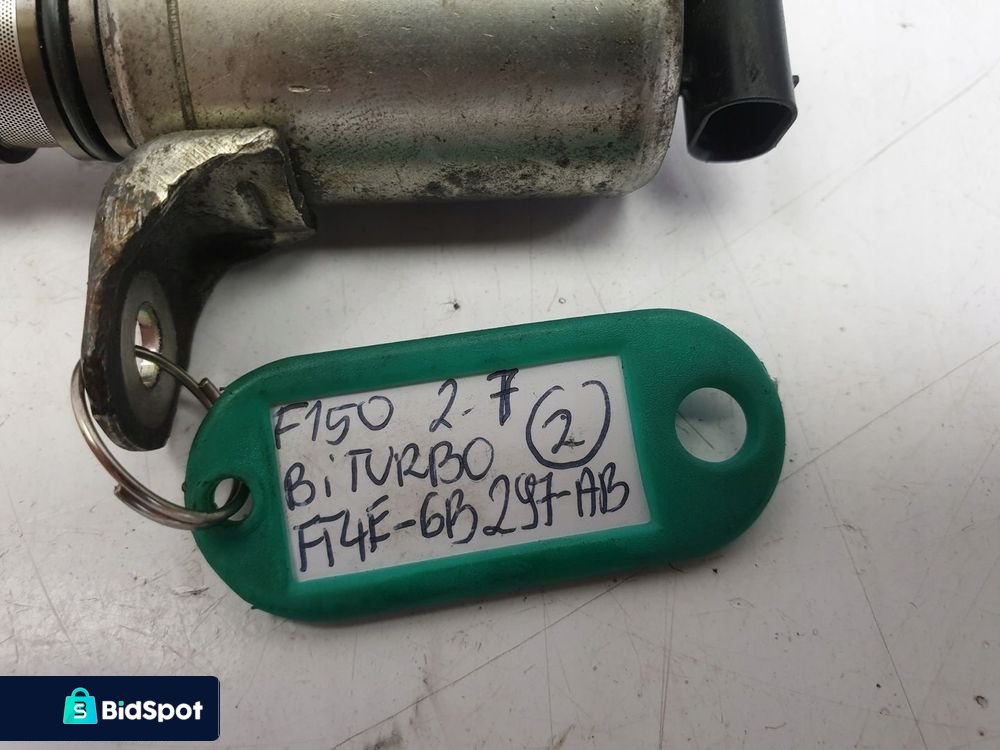 F150 2.7
BiTURBO 2
FT4E-6B297-AB
BidSpot